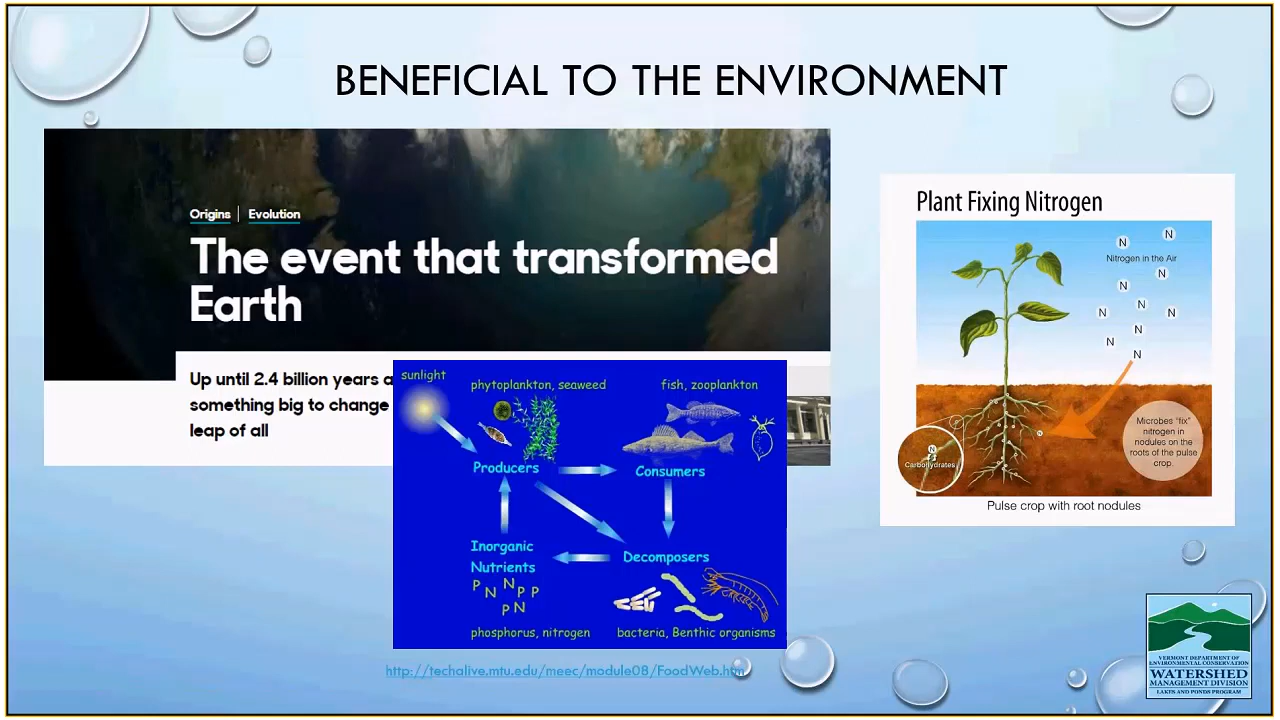 BENEFICIAL TO THE ENVIRONMENT
Origins | Evolution
The event that transformed
Earth
Up until 2.4 billion years a
something big to change
leap of all
sunlight
phytoplankton, seaweed
fish, zooplankton
Producers
Consumers
Inorganic
Nutrients
Decomposers
P N N P P
P N
phosphorus, nitrogen
bacteria, Benthic organisms
http://techalive.mtu.edu/meec/module08/FoodWeb.htm
Plant Fixing Nitrogen
N
N
Nitrogen in the Air
N
N
N
N
N
N
N
N
N
Microbes "fix"
nitrogen in
nodules on the
roots of the pulse
crop.
N
Carbohydrates
Pulse crop with root nodules
VERMONT DEPARTMENT OF
ENVIRONMENTAL CONSERVATION
WATERSHED
MANAGEMENT DIVISION
LAKES AND PONDS PROGRAM